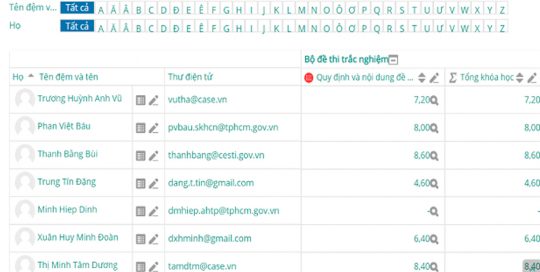 Tên đệm v... Tất cả A Ă Â B C D Đ E Ê F G H I J K L M N O Ô Ơ P Q R S T U Ư V W X Y Z
Họ Tất cả A Ă Â B C D Đ E Ê F G H I J K L M N O Ô Ơ P Q R S T U Ư V W X Y Z
Bộ đề thi trắc nghiệm
Họ Tên đệm và tên Thư điện tử Quy định và nội dung đề ... Σ Tổng khóa học
Trương Huỳnh Anh Vũ vutha@case.vn 7,20 7,20
Phan Việt Báu pvbau.skhcn@tphcm.gov.vn 8,00 8,00
Thanh Bằng Bùi thanhbang@cesti.gov.vn 8,60 8,60
Trung Tín Đặng dang.t.tin@gmail.com 4,60 4,60
Minh Hiep Dinh dmhiep.ahtp@tphcm.gov.vn - -
Xuân Huy Minh Đoàn dxhminh@gmail.com 6,40 6,40
Thị Minh Tâm Dương tamdtm@case.vn 8,40 8,40